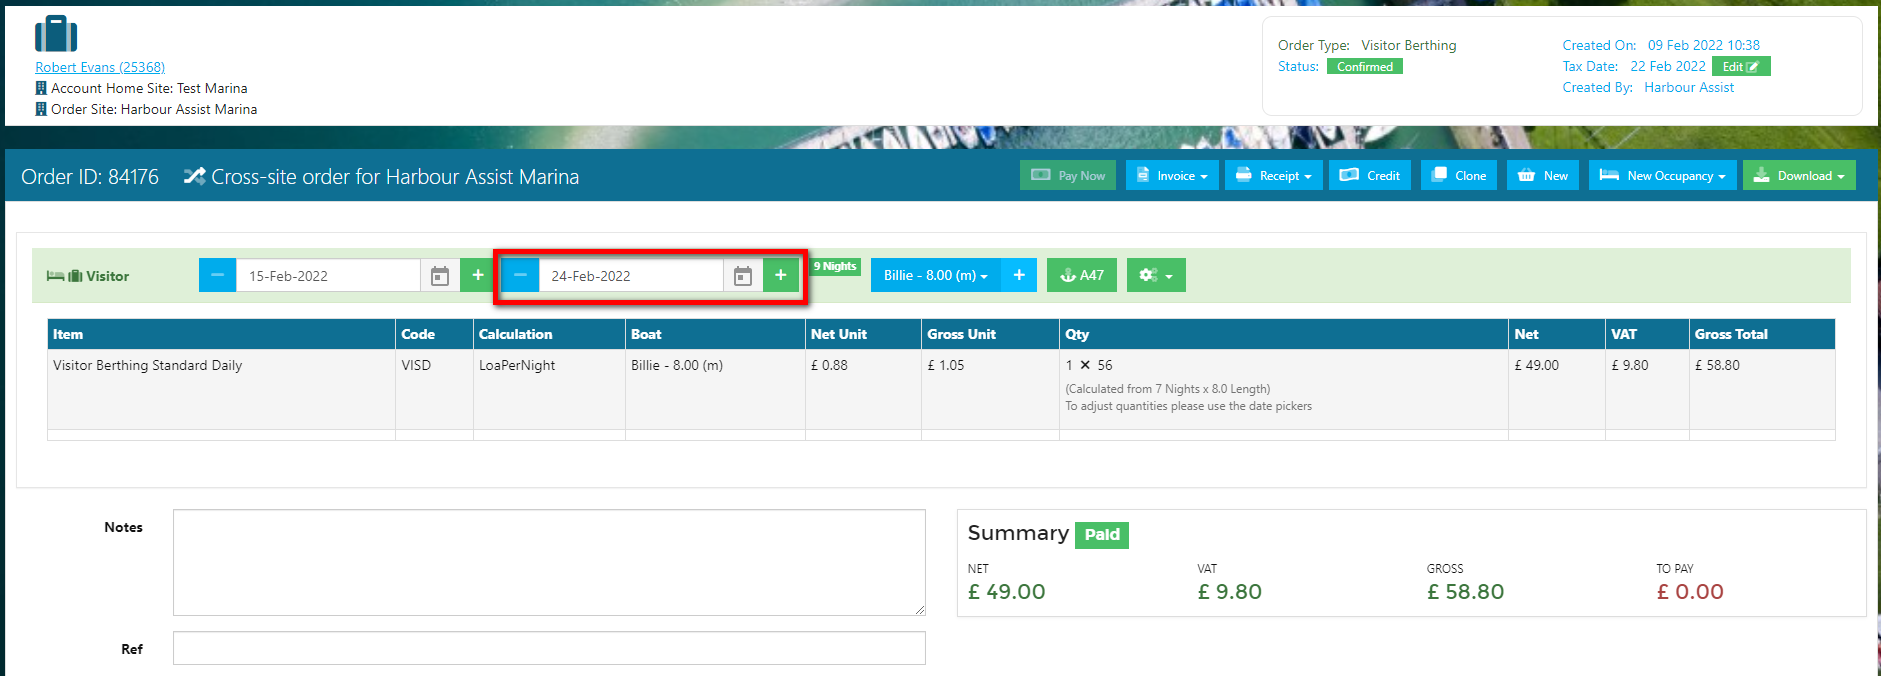 Robert Evans (25368)
Account Home Site: Test Marina
Order Site: Harbour Assist Marina
Order Type: Visitor Berthing
Status: Confirmed
Created On: 09 Feb 2022 10:38
Tax Date: 22 Feb 2022 Edit
Created By: Harbour Assist
Order ID: 84176 Cross-site order for Harbour Assist Marina
Pay Now Invoice Receipt Credit Clone New New Occupancy Download
Visitor − 15-Feb-2022 + − 24-Feb-2022 + 9 Nights Billie - 8.00 (m) + A47
Item Code Calculation Boat Net Unit Gross Unit Qty Net VAT Gross Total
Visitor Berthing Standard Daily VISD LoaPerNight Billie - 8.00 (m) £ 0.88 £ 1.05 1 × 56 £ 49.00 £ 9.80 £ 58.80
(Calculated from 7 Nights x 8.0 Length)
To adjust quantities please use the date pickers
Notes
Ref
Summary Paid
NET VAT GROSS TO PAY
£ 49.00 £ 9.80 £ 58.80 £ 0.00